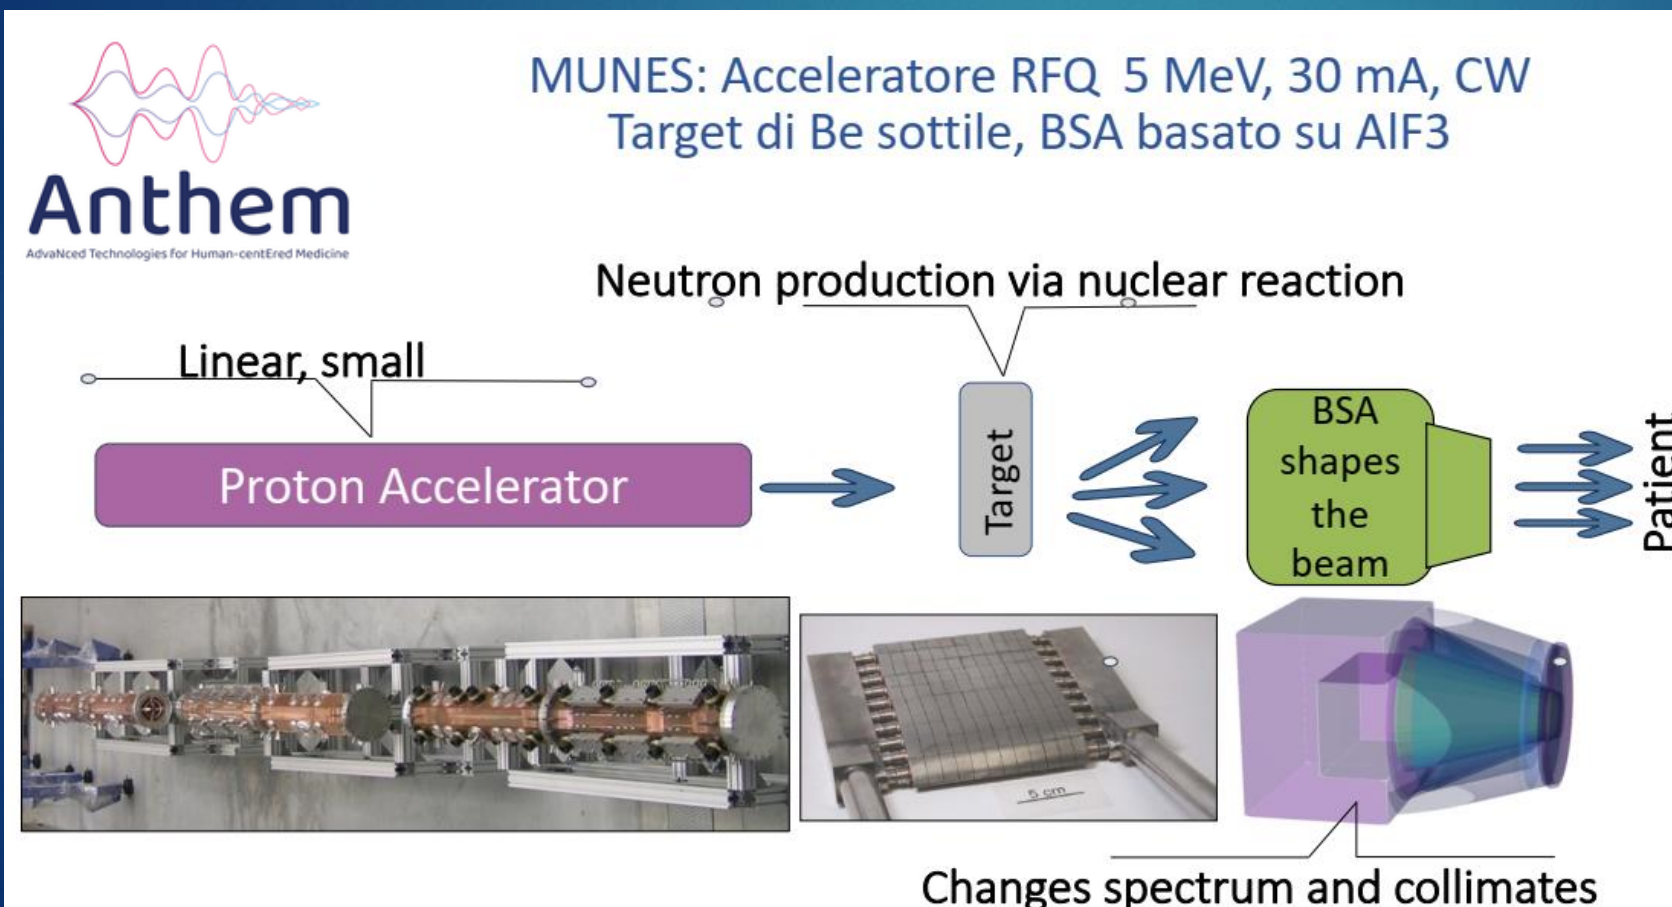 MUNES: Acceleratore RFQ 5 MeV, 30 mA, CW
Target di Be sottile, BSA basato su AlF3
Anthem
AdvaNced Technologies for Human-centEred Medicine
Neutron production via nuclear reaction
Linear, small
Proton Accelerator
Target
BSA
shapes
the
beam
Patient
5 cm
Changes spectrum and collimates